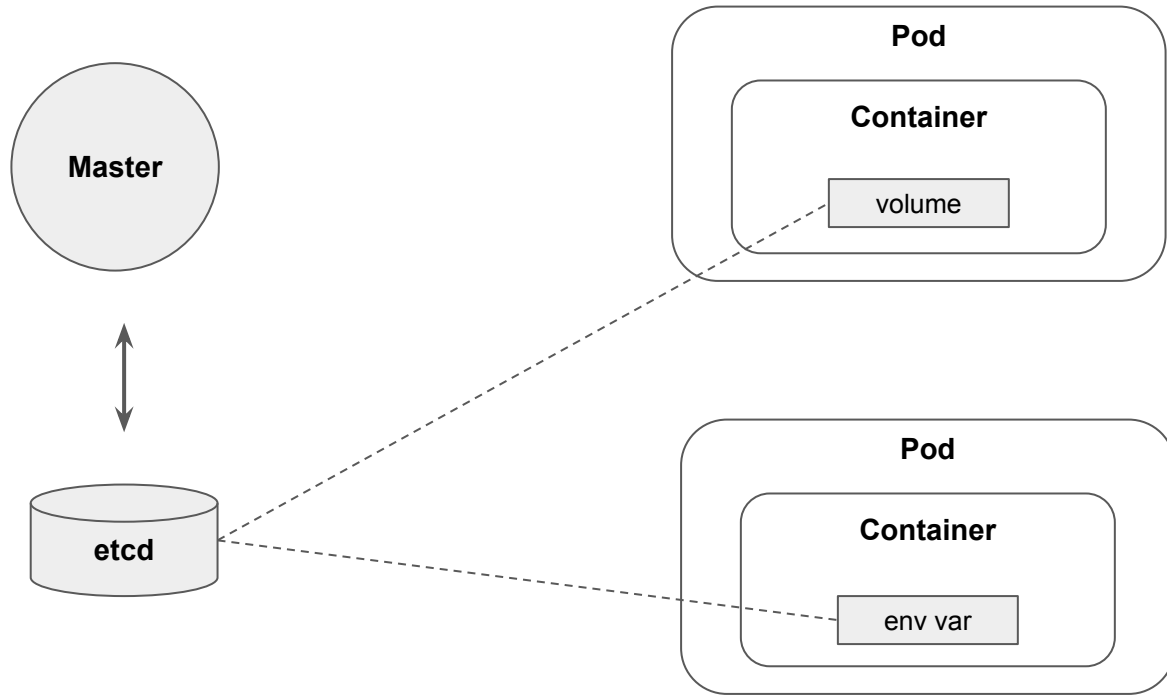 Pod
Container
volume
Master
etcd
Pod
Container
env var